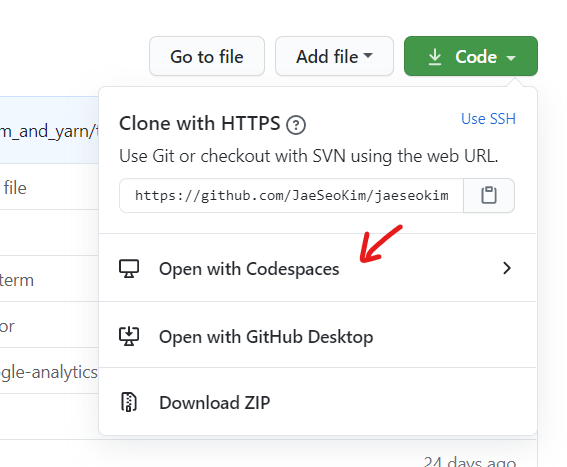 Go to file
Add file
Code
Clone with HTTPS
Use SSH
Use Git or checkout with SVN using the web URL.
https://github.com/JaeSeoKim/jaeseokim
Open with Codespaces
Open with GitHub Desktop
Download ZIP
m_and_yarn/
file
term
or
gle-analytics
24 days ago